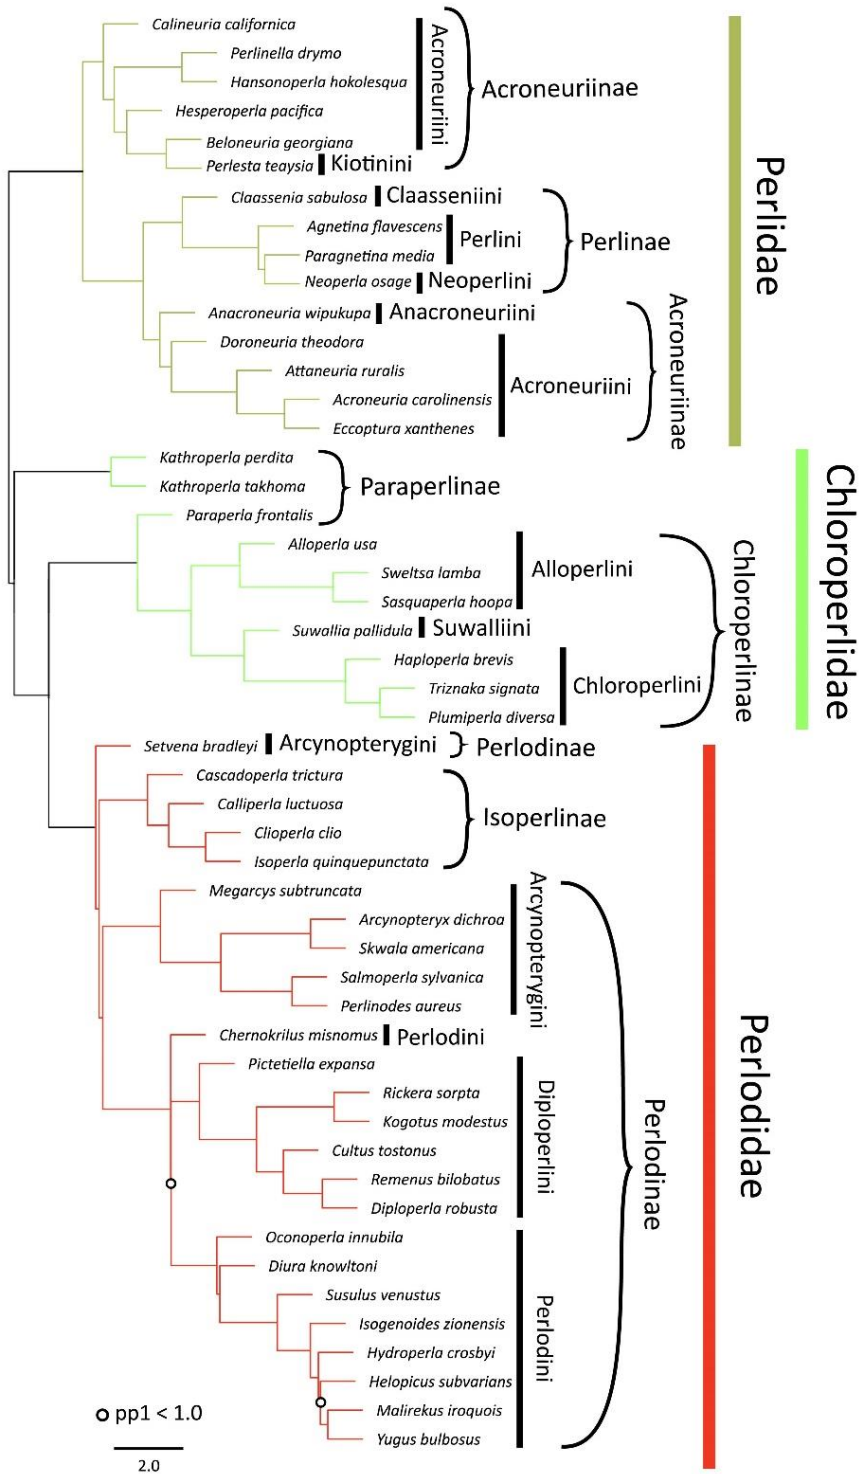 Calineuria californica
Perlinella drymo
Hansonoperla hokolesqua
Hesperoperla pacifica
Beloneuria georgiana
Acroneuriini
Perlesta teaysia
Kiotinini
Acroneuriinae
Claassenia sabulosa
Claasseniini
Agnetina flavescens
Paragnetina media
Perlini
Neoperla osage
Neoperlini
Perlinae
Anacroneuria wipukupa
Anacroneuriini
Doroneuria theodora
Attaneuria ruralis
Acroneuria carolinensis
Eccoptura xanthenes
Acroneuriini
Acroneuriinae
Perlidae
Kathroperla perdita
Kathroperla takhoma
Paraperla frontalis
Paraperlinae
Alloperla usa
Sweltsa lamba
Sasquaperla hoopa
Alloperlini
Suwallia pallidula
Suwalliini
Haploperla brevis
Triznaka signata
Plumiperla diversa
Chloroperlini
Chloroperlinae
Chloroperlidae
Setvena bradleyi
Arcynopterygini
Perlodinae
Cascadoperla trictura
Calliperla luctuosa
Clioperla clio
Isoperla quinquepunctata
Isoperlinae
Megarcys subtruncata
Arcynopteryx dichroa
Skwala americana
Salmoperla sylvanica
Perlinodes aureus
Arcynopterygini
Chernokrilus misnomus
Perlodini
Pictetiella expansa
Rickera sorpta
Kogotus modestus
Cultus tostonus
Remenus bilobatus
Diploperla robusta
Diploperlini
Oconoperla innubila
Diura knowltoni
Susulus venustus
Isogenoides zionensis
Hydroperla crosbyi
Helopicus subvarians
Malirekus iroquois
Yugus bulbosus
Perlodini
Perlodinae
Perlodidae
pp1 < 1.0
2.0